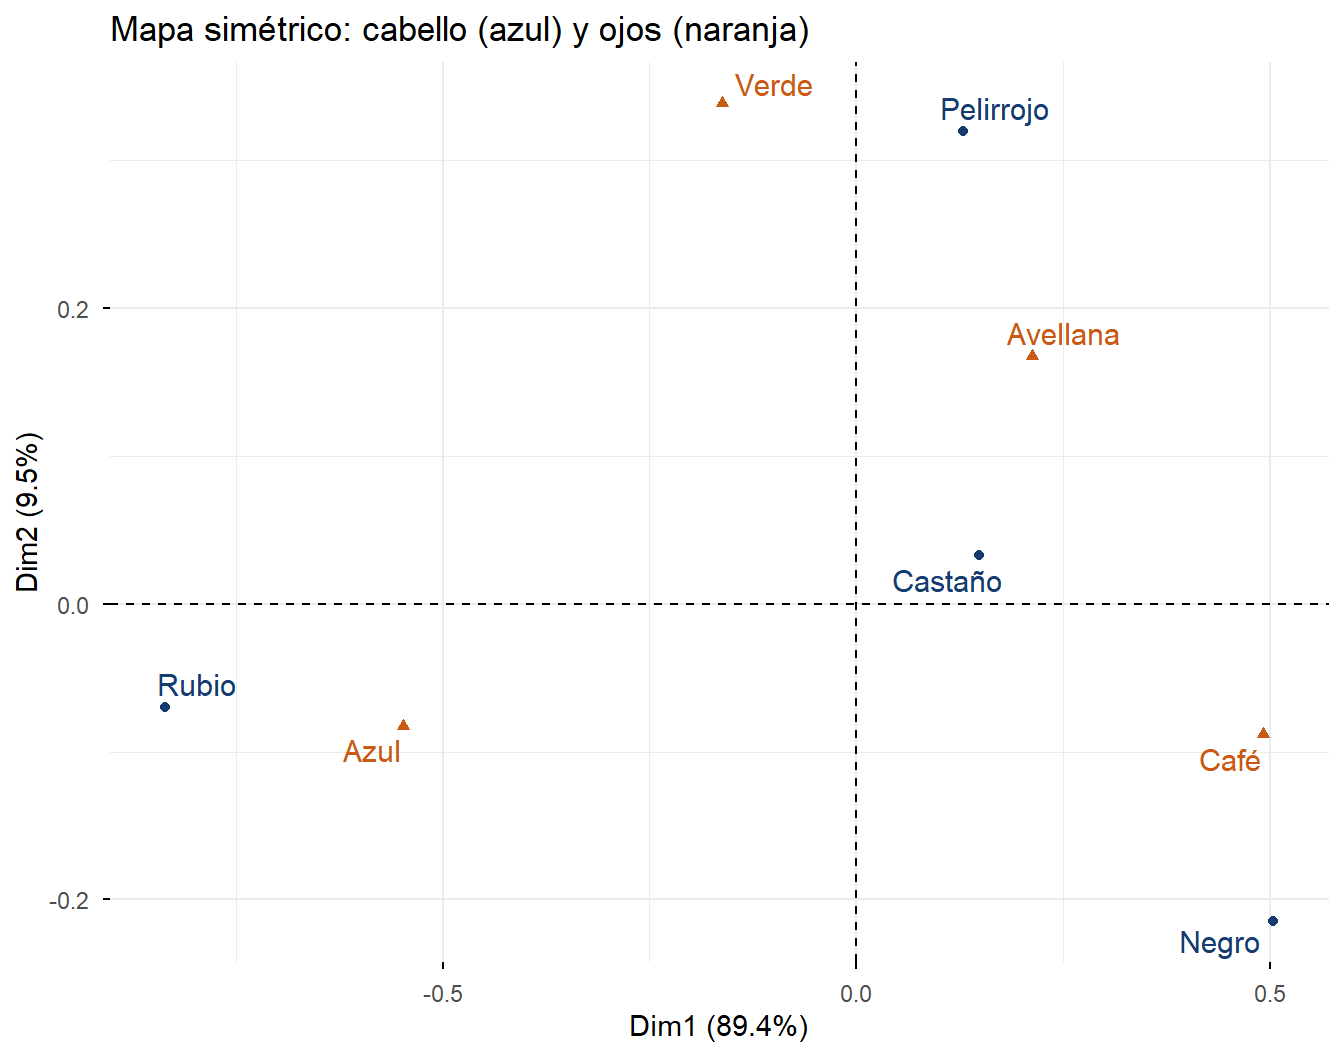 Mapa simétrico: cabello (azul) y ojos (naranja)
Verde
Pelirrojo
0.2
Avellana
Dim2 (9.5%)
Castaño
0.0
Rubio
Azul
Café
-0.2
Negro
-0.5
0.0
0.5
Dim1 (89.4%)